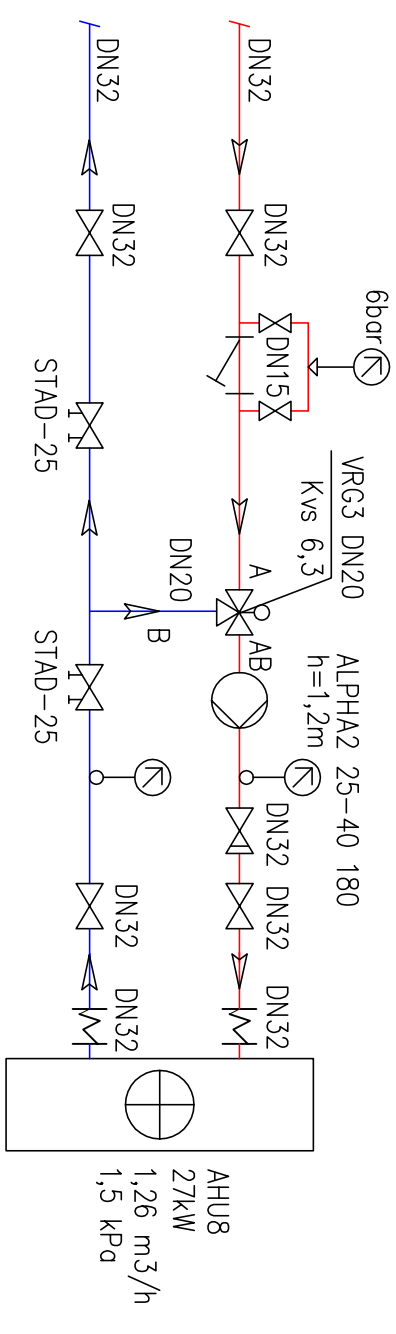 6bar
DN32
DN32
DN15
VRG3 DN20
Kvs 6,3
A
AB
ALPHA2 25-40 180
h=1,2m
DN32
DN32
DN32
DN32
DN32
STAD-25
DN20
B
STAD-25
DN32
DN32
AHU8
27kW
1,26 m3/h
1,5 kPa